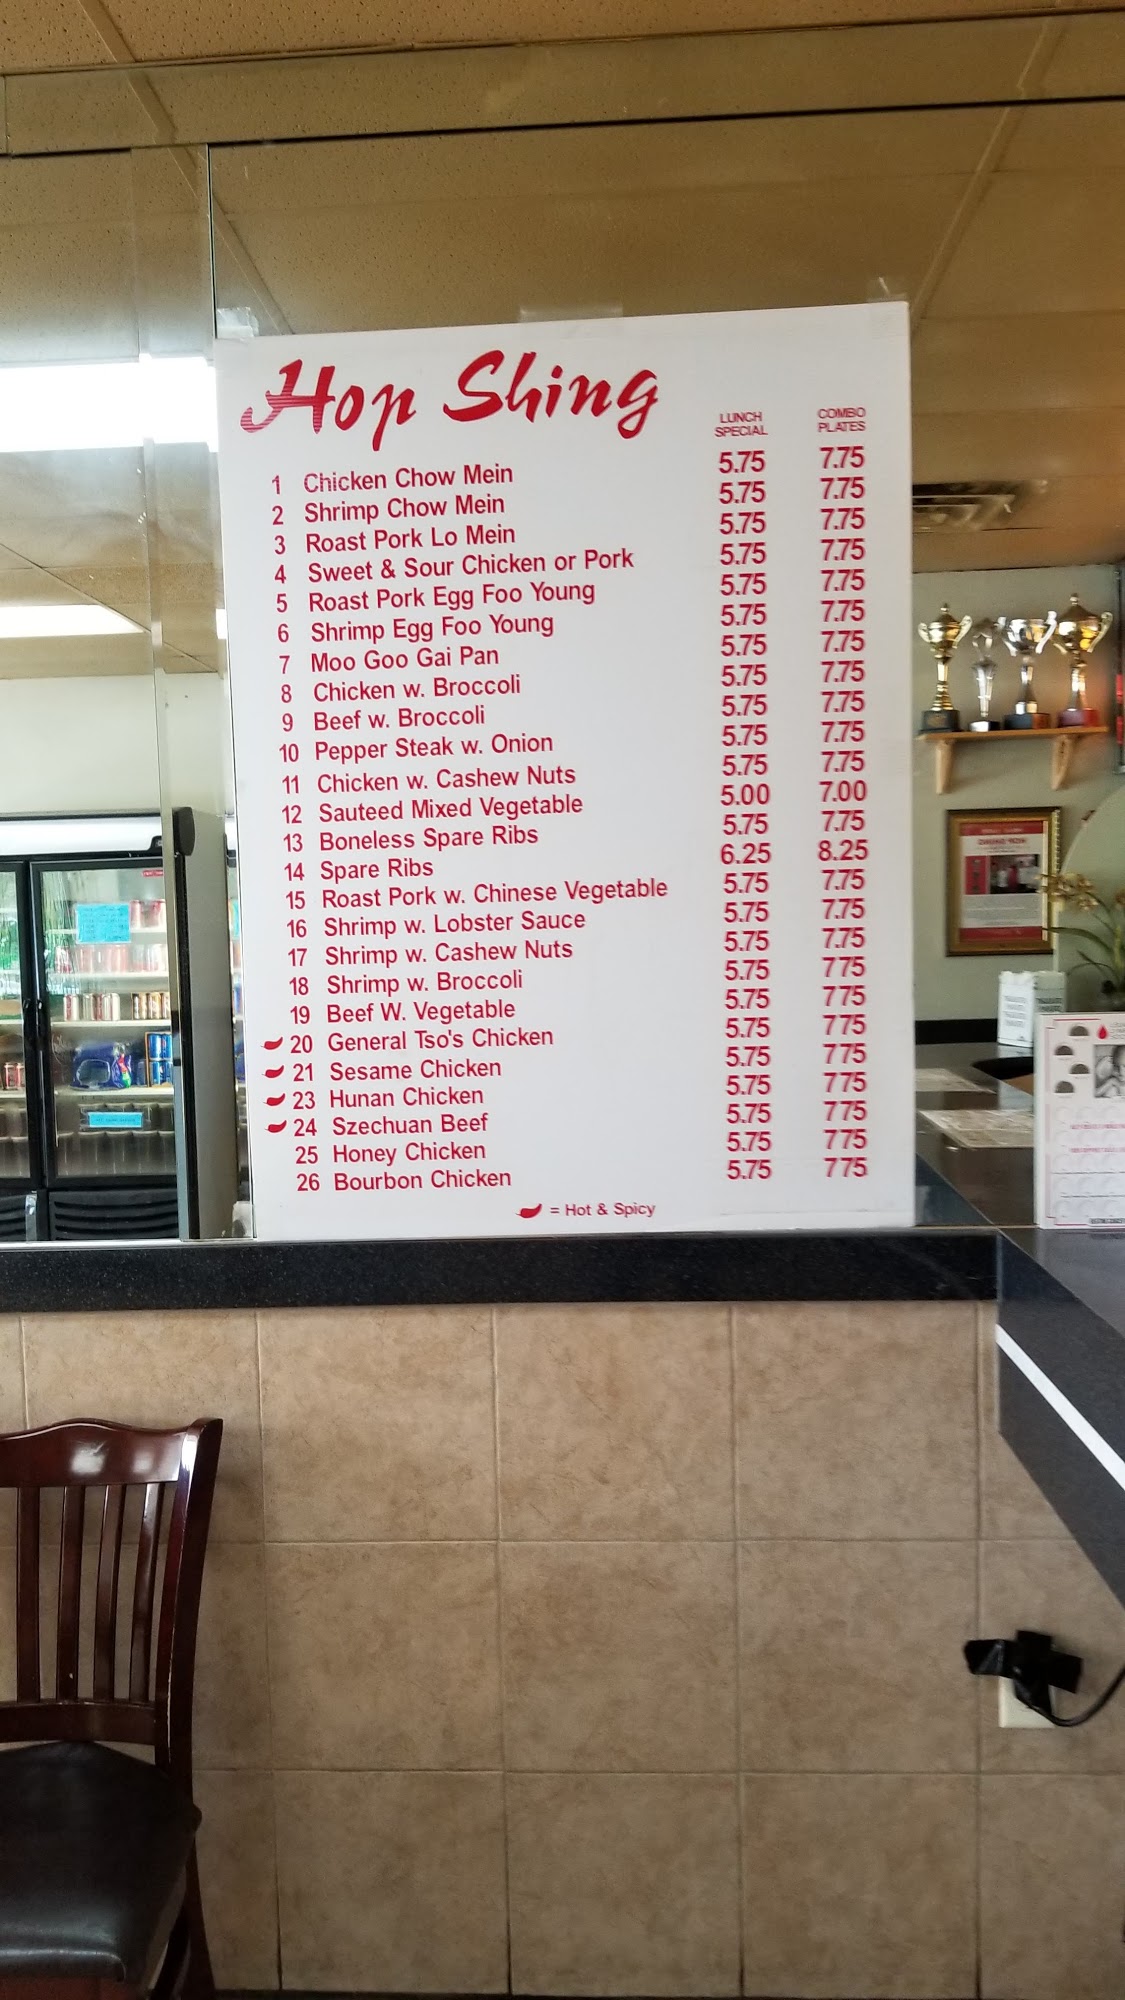 Hop Shing
LUNCH SPECIAL COMBO PLATES
1 Chicken Chow Mein 5.75 7.75
2 Shrimp Chow Mein 5.75 7.75
3 Roast Pork Lo Mein 5.75 7.75
4 Sweet & Sour Chicken or Pork 5.75 7.75
5 Roast Pork Egg Foo Young 5.75 7.75
6 Shrimp Egg Foo Young 5.75 7.75
7 Moo Goo Gai Pan 5.75 7.75
8 Chicken w. Broccoli 5.75 7.75
9 Beef w. Broccoli 5.75 7.75
10 Pepper Steak w. Onion 5.75 7.75
11 Chicken w. Cashew Nuts 5.75 7.75
12 Sauteed Mixed Vegetable 5.00 7.00
13 Boneless Spare Ribs 5.75 7.75
14 Spare Ribs 6.25 8.25
15 Roast Pork w. Chinese Vegetable 5.75 7.75
16 Shrimp w. Lobster Sauce 5.75 7.75
17 Shrimp w. Cashew Nuts 5.75 7.75
18 Shrimp w. Broccoli 5.75 775
19 Beef W. Vegetable 5.75 775
20 General Tso's Chicken 5.75 775
21 Sesame Chicken 5.75 775
23 Hunan Chicken 5.75 775
24 Szechuan Beef 5.75 775
25 Honey Chicken 5.75 775
26 Bourbon Chicken 5.75 775
= Hot & Spicy